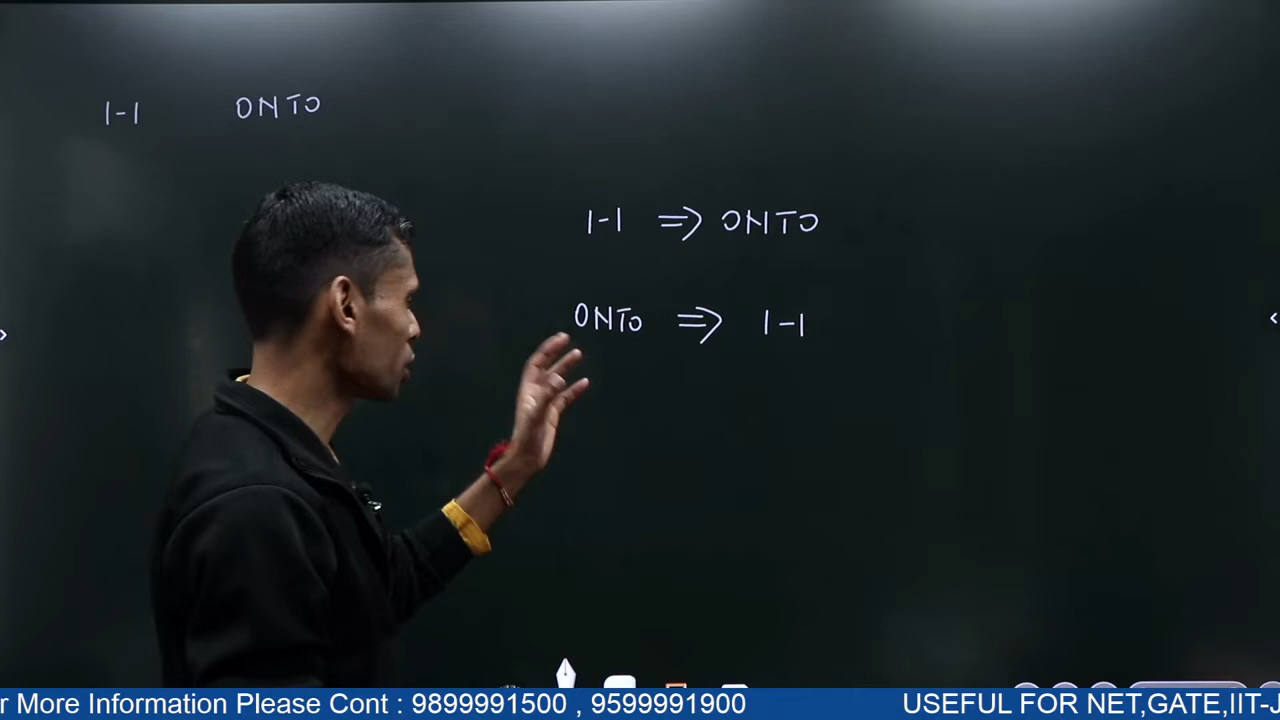 1-1 ONTO
1-1 => ONTO
ONTO => 1-1
r More Information Please Cont : 9899991500 , 9599991900 USEFUL FOR NET,GATE,IIT-J